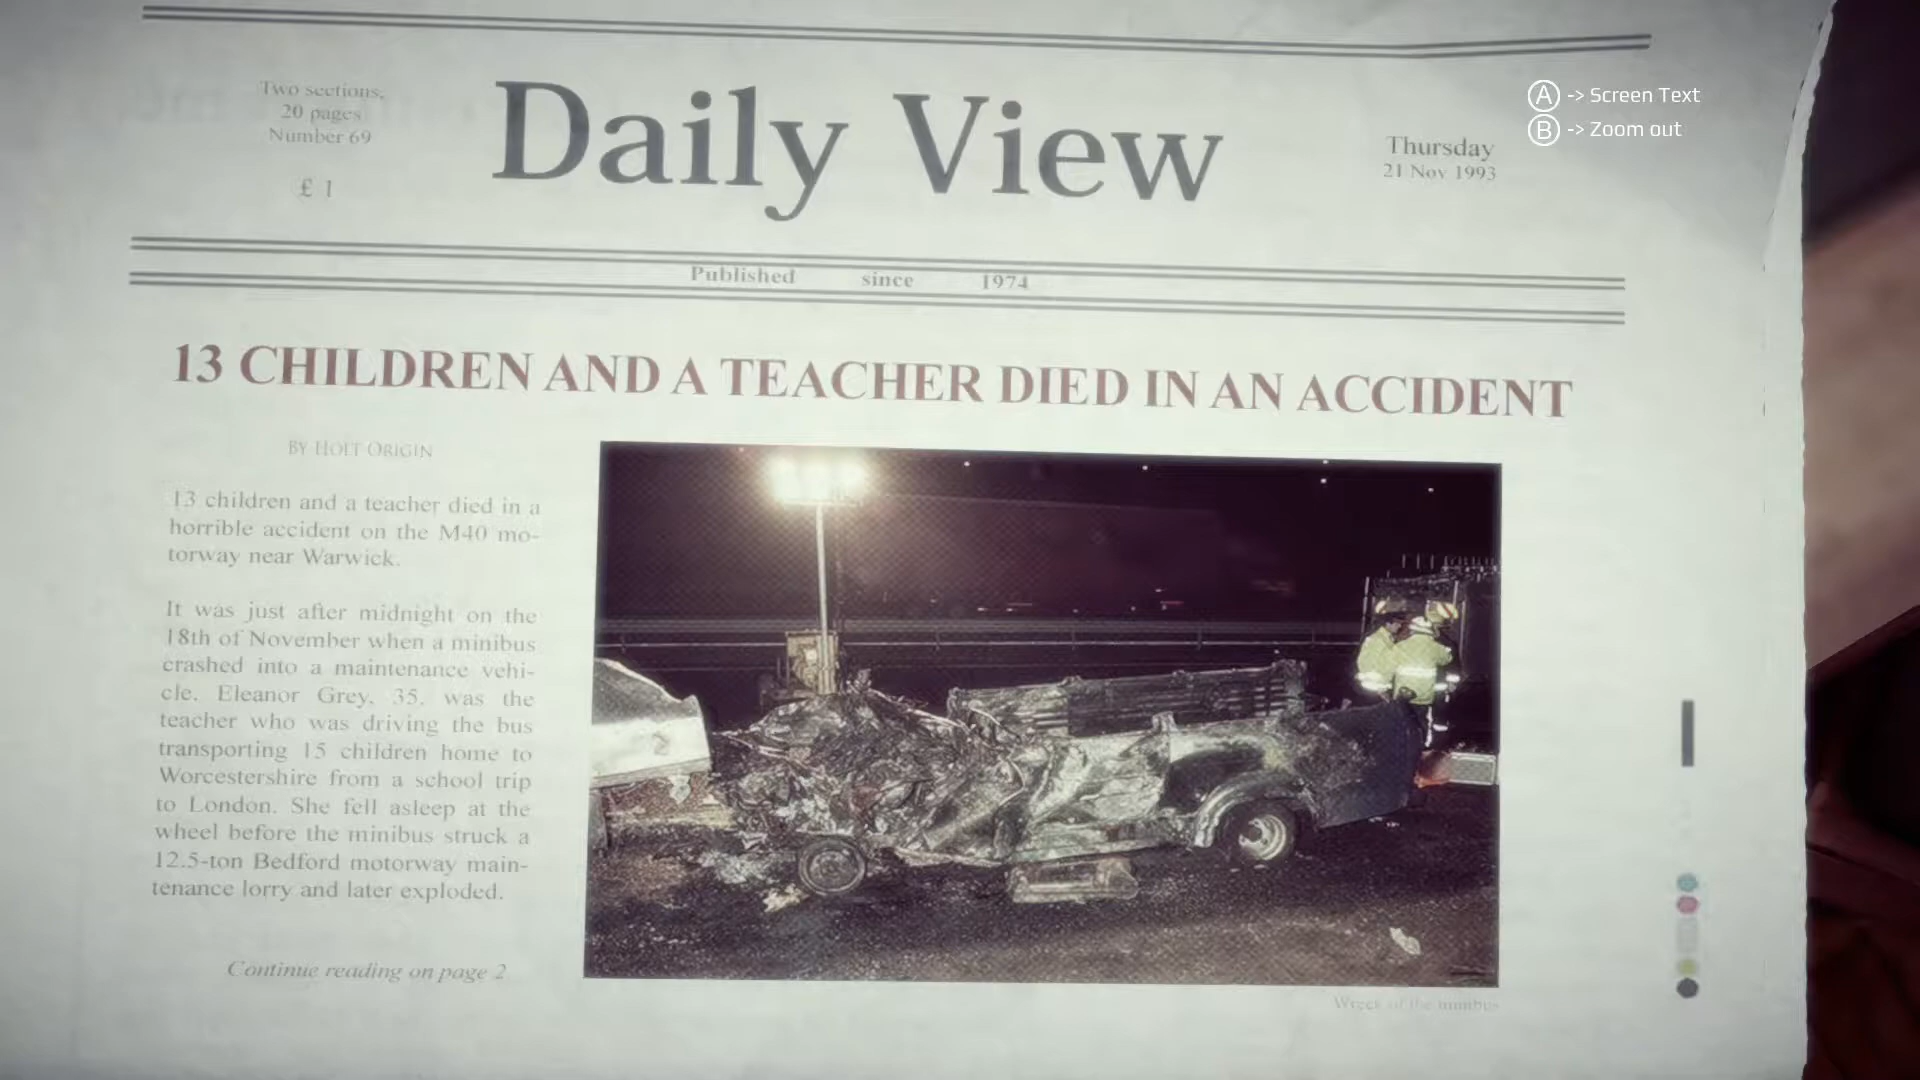 Two sections,
20 pages
Number 69
£ 1
Daily View
Thursday
21 Nov 1993
A -> Screen Text
B -> Zoom out
Published since 1974
13 CHILDREN AND A TEACHER DIED IN AN ACCIDENT
BY HOLT ORIGIN
13 children and a teacher died in a
horrible accident on the M40 mo-
torway near Warwick.
It was just after midnight on the
18th of November when a minibus
crashed into a maintenance vehi-
cle. Eleanor Grey, 35, was the
teacher who was driving the bus
transporting 15 children home to
Worcestershire from a school trip
to London. She fell asleep at the
wheel before the minibus struck a
12.5-ton Bedford motorway main-
tenance lorry and later exploded.
Continue reading on page 2
Wreck of the minibus